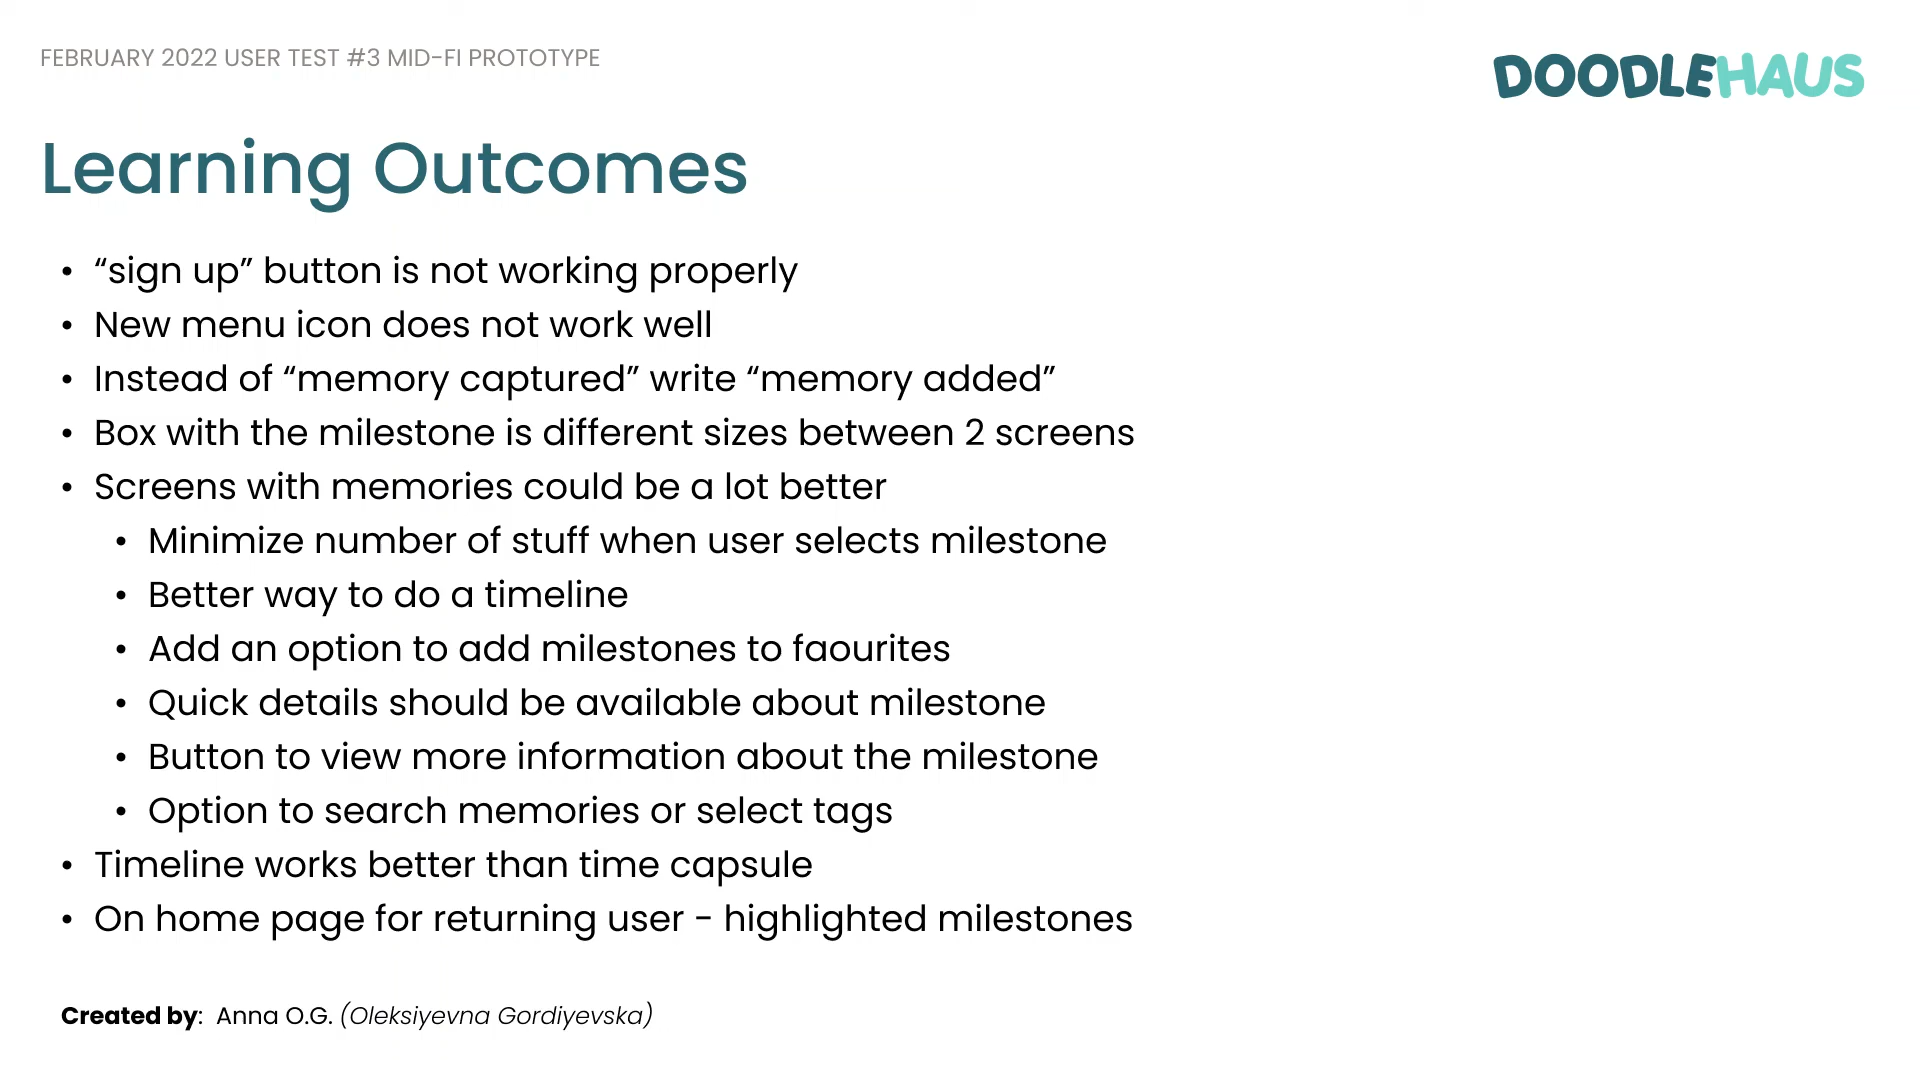 FEBRUARY 2022 USER TEST #3 MID-FI PROTOTYPE
DOODLEHAUS
Learning Outcomes
• “sign up” button is not working properly
• New menu icon does not work well
• Instead of “memory captured” write “memory added”
• Box with the milestone is different sizes between 2 screens
• Screens with memories could be a lot better
• Minimize number of stuff when user selects milestone
• Better way to do a timeline
• Add an option to add milestones to faourites
• Quick details should be available about milestone
• Button to view more information about the milestone
• Option to search memories or select tags
• Timeline works better than time capsule
• On home page for returning user - highlighted milestones
Created by: Anna O.G. (Oleksiyevna Gordiyevska)